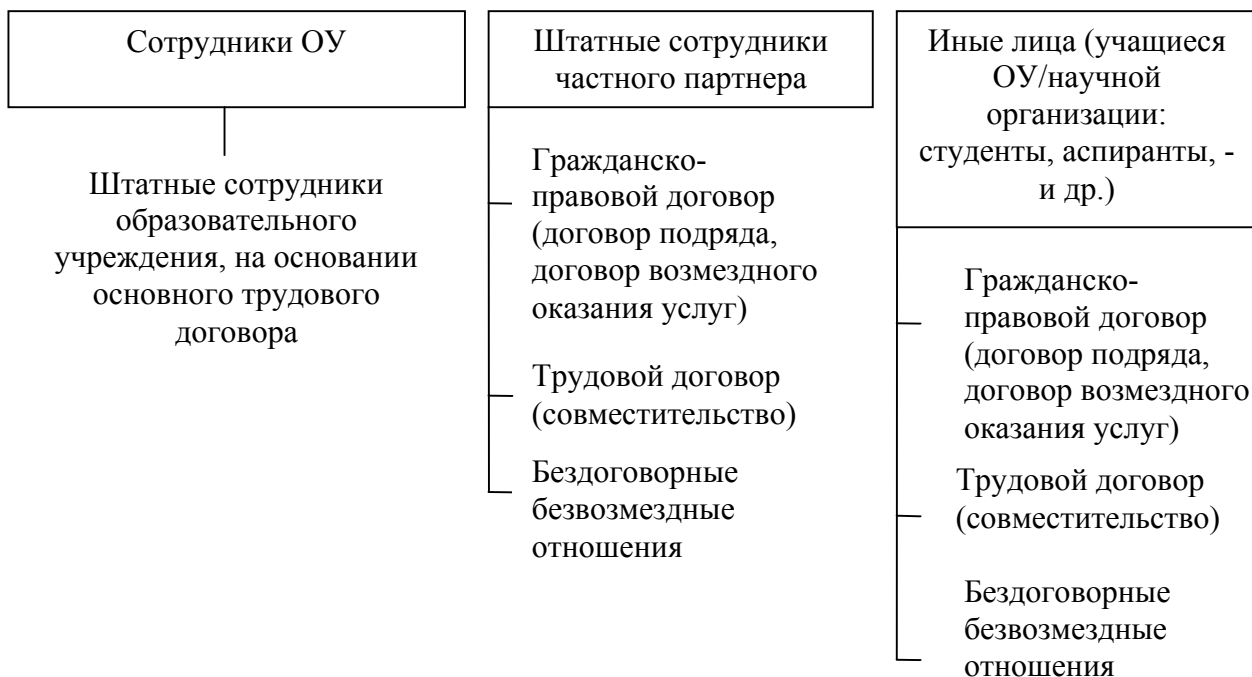 Сотрудники ОУ
Штатные сотрудники
образовательного
учреждения, на основании
основного трудового
договора
Штатные сотрудники
частного партнера
Гражданско-
правовой договор
(договор подряда,
договор возмездного
оказания услуг)
Трудовой договор
(совместительство)
Бездоговорные
безвозмездные
отношения
Иные лица (учащиеся
ОУ/научной
организации:
студенты, аспиранты, -
и др.)
Гражданско-
правовой договор
(договор подряда,
договор возмездного
оказания услуг)
Трудовой договор
(совместительство)
Бездоговорные
безвозмездные
отношения